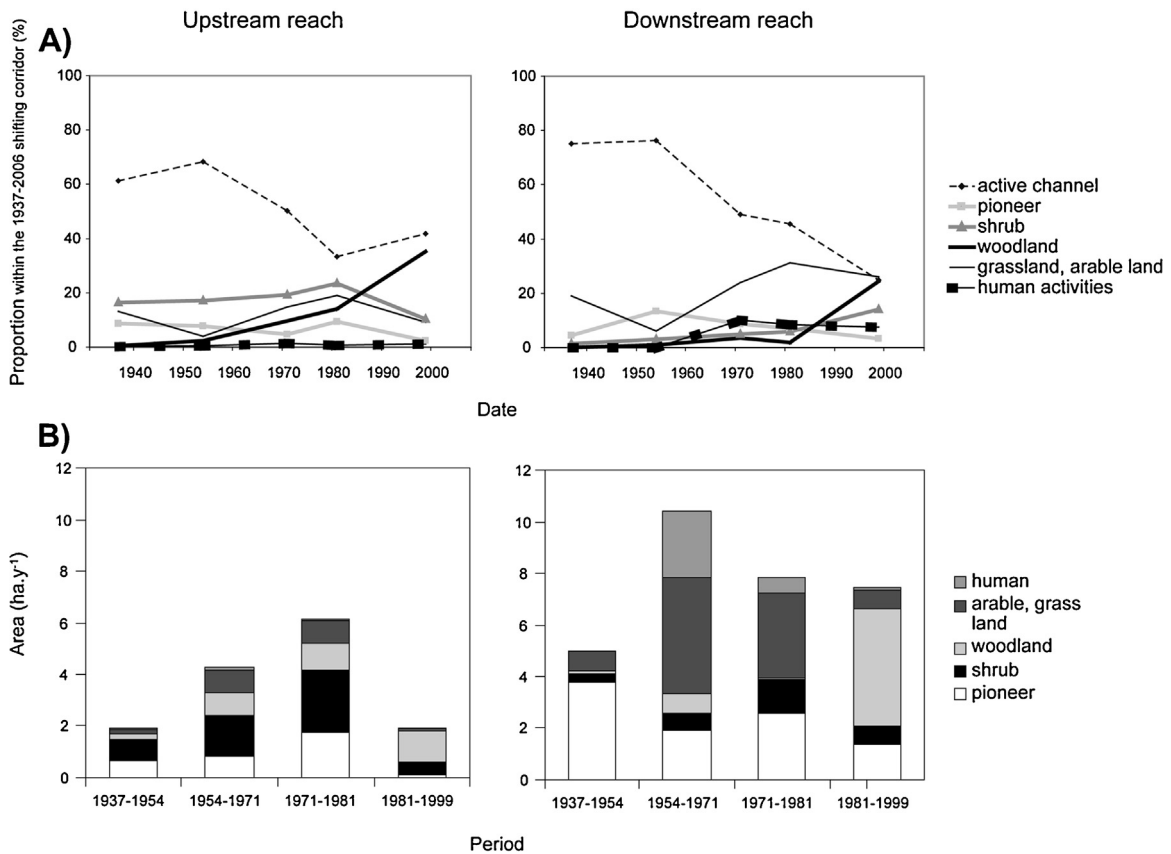 Upstream reach
Downstream reach
A)
Proportion within the 1937-2006 shifting corridor (%)
100
80
60
40
20
0
1940 1950 1960 1970 1980 1990 2000
100
80
60
40
20
0
1940 1950 1960 1970 1980 1990 2000
active channel
pioneer
shrub
woodland
grassland, arable land
human activities
Date
B)
Area (ha.y⁻¹)
12
10
8
6
4
2
0
1937-1954 1954-1971 1971-1981 1981-1999
12
10
8
6
4
2
0
1937-1954 1954-1971 1971-1981 1981-1999
human
arable, grass
land
woodland
shrub
pioneer
Period